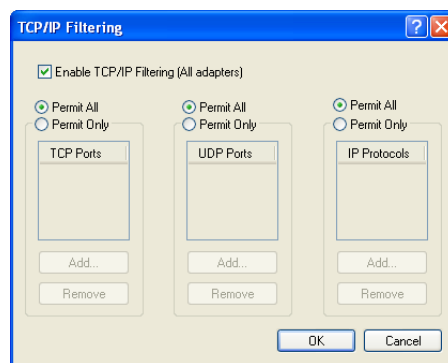 TCP/IP Filtering
Enable TCP/IP Filtering (All adapters)
Permit All
Permit Only
TCP Ports
Add...
Remove
Permit All
Permit Only
UDP Ports
Add...
Remove
Permit All
Permit Only
IP Protocols
Add...
Remove
OK
Cancel